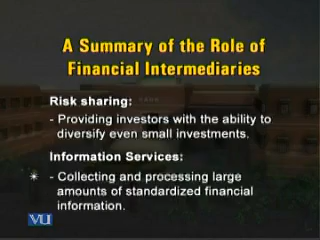 A Summary of the Role of
Financial Intermediaries
Risk sharing:
- Providing investors with the ability to
diversify even small investments.
Information Services:
✴ - Collecting and processing large
amounts of standardized financial
information.
VU